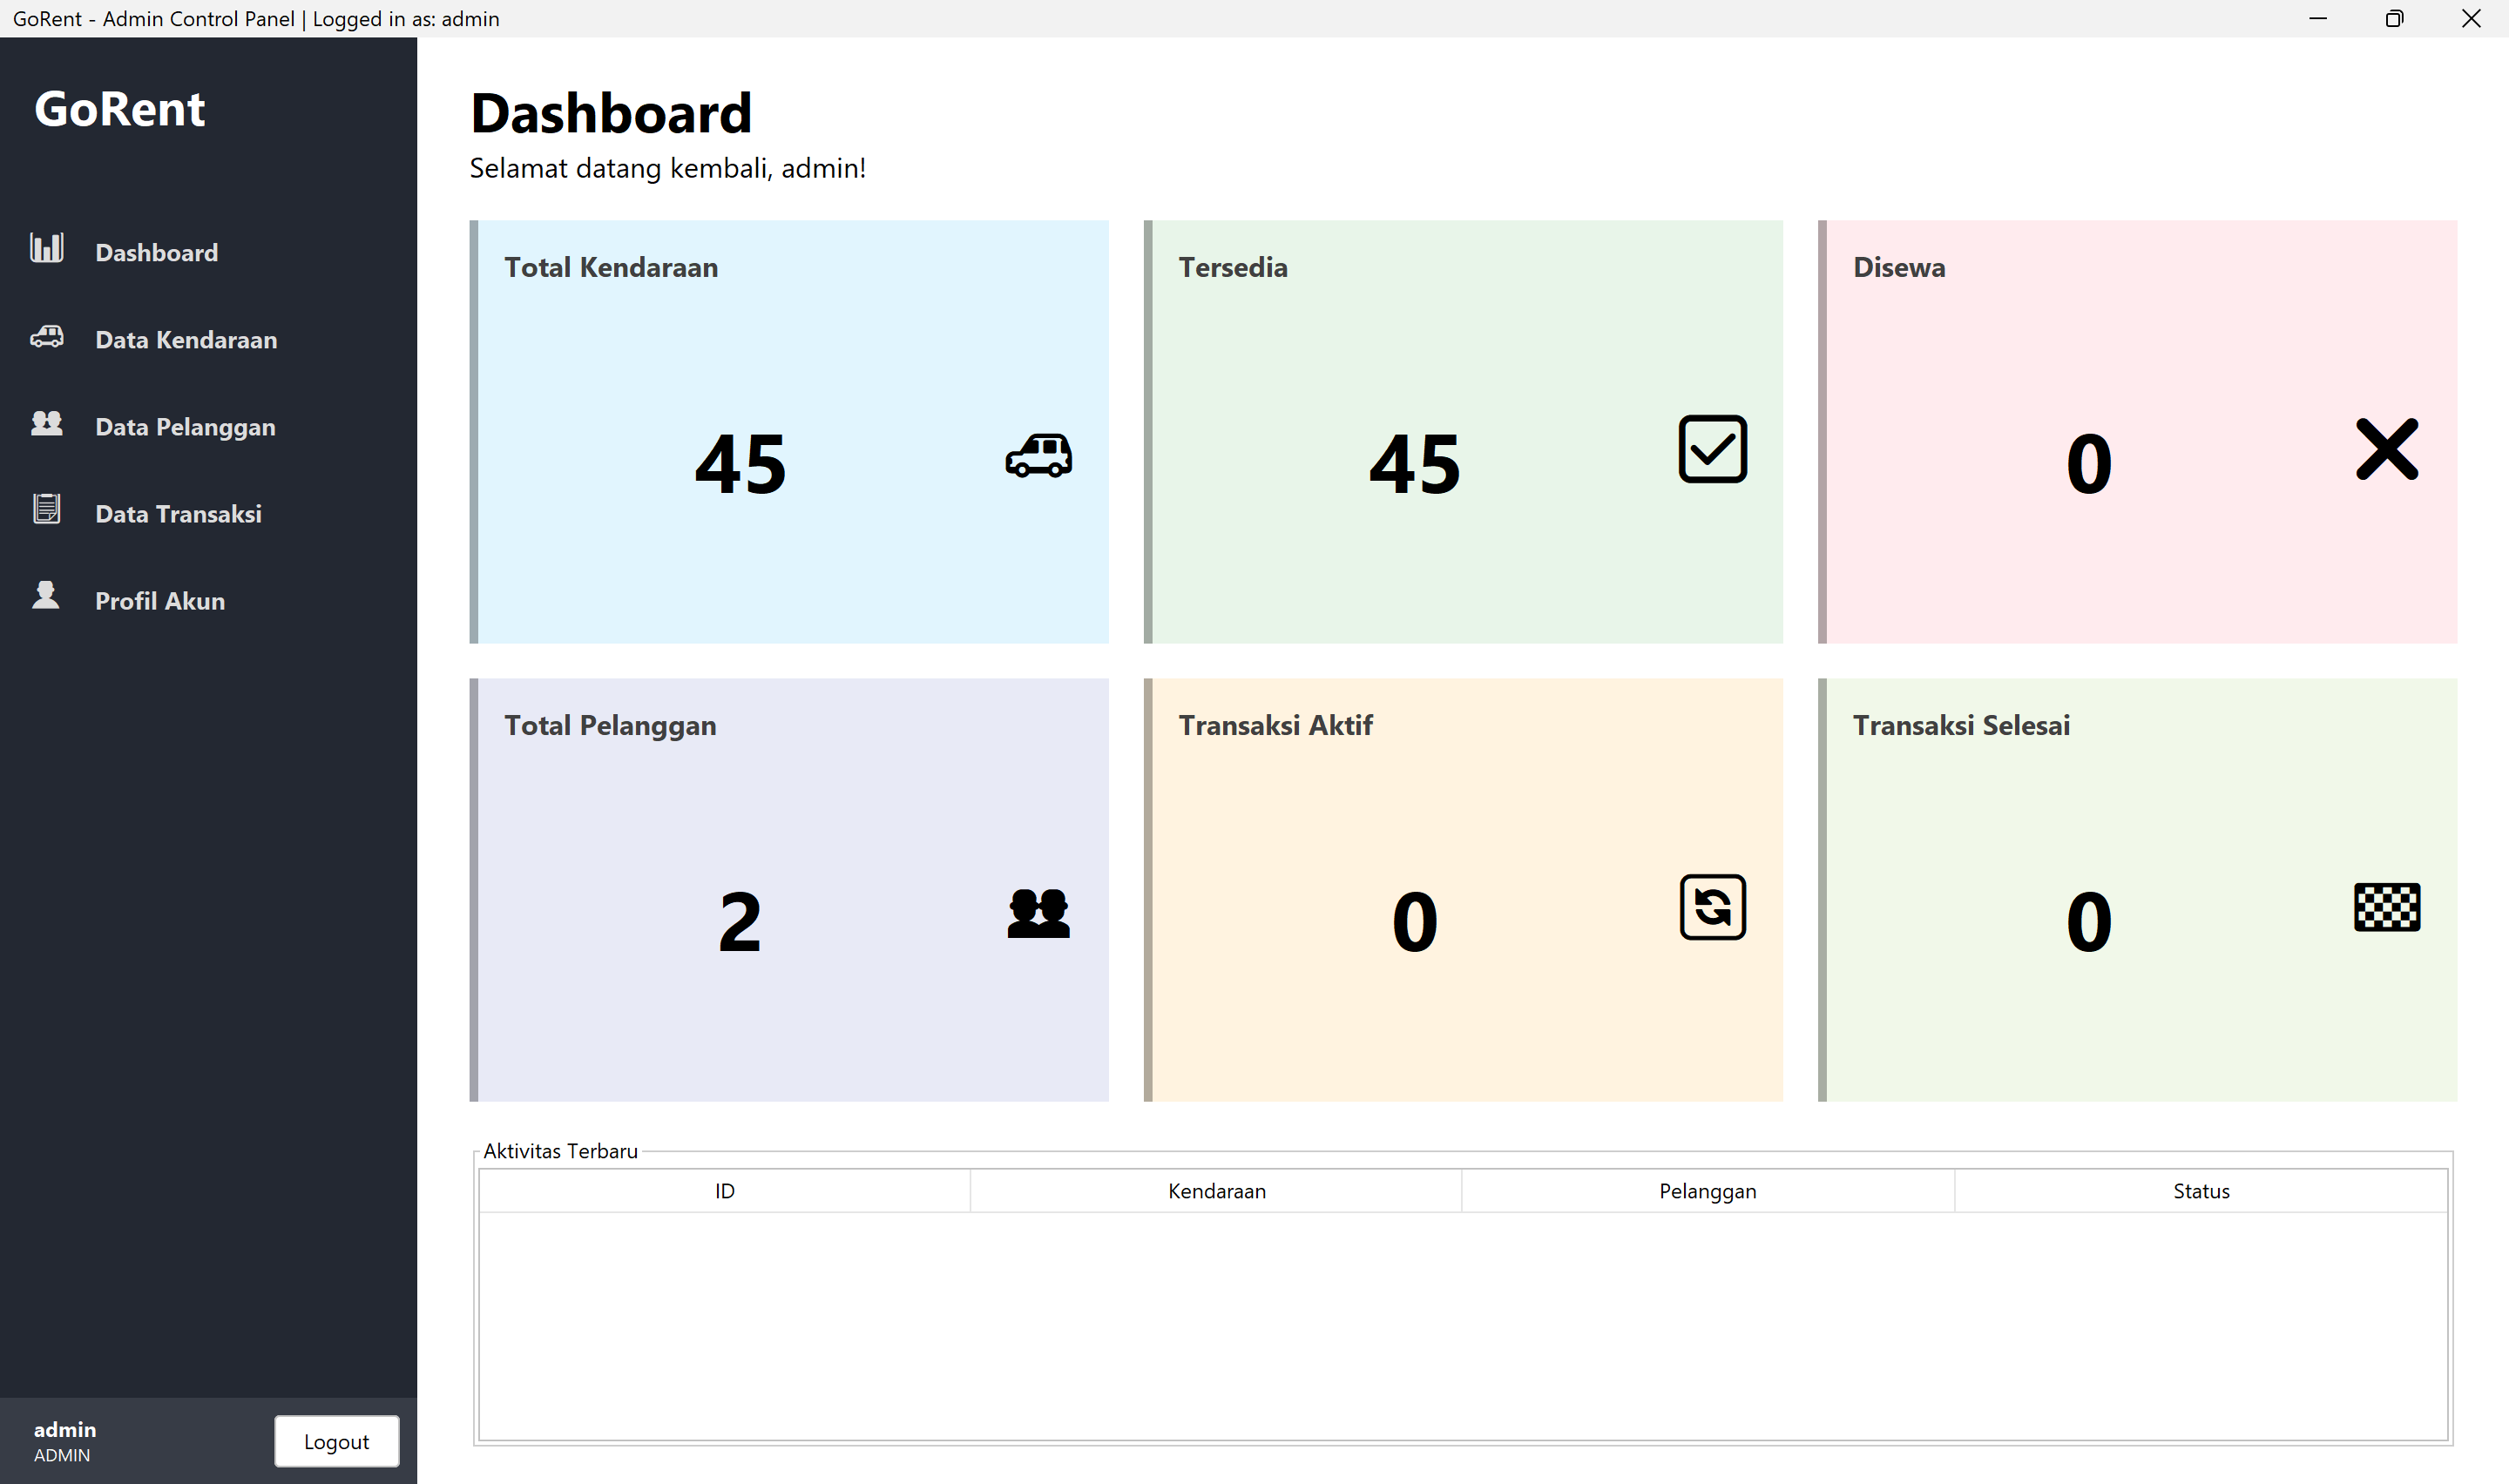 GoRent - Admin Control Panel | Logged in as: admin
GoRent
Dashboard
Data Kendaraan
Data Pelanggan
Data Transaksi
Profil Akun
admin
ADMIN
Logout
Dashboard
Selamat datang kembali, admin!
Total Kendaraan
45
Tersedia
45
Disewa
0
Total Pelanggan
2
Transaksi Aktif
0
Transaksi Selesai
0
Aktivitas Terbaru
ID Kendaraan Pelanggan Status